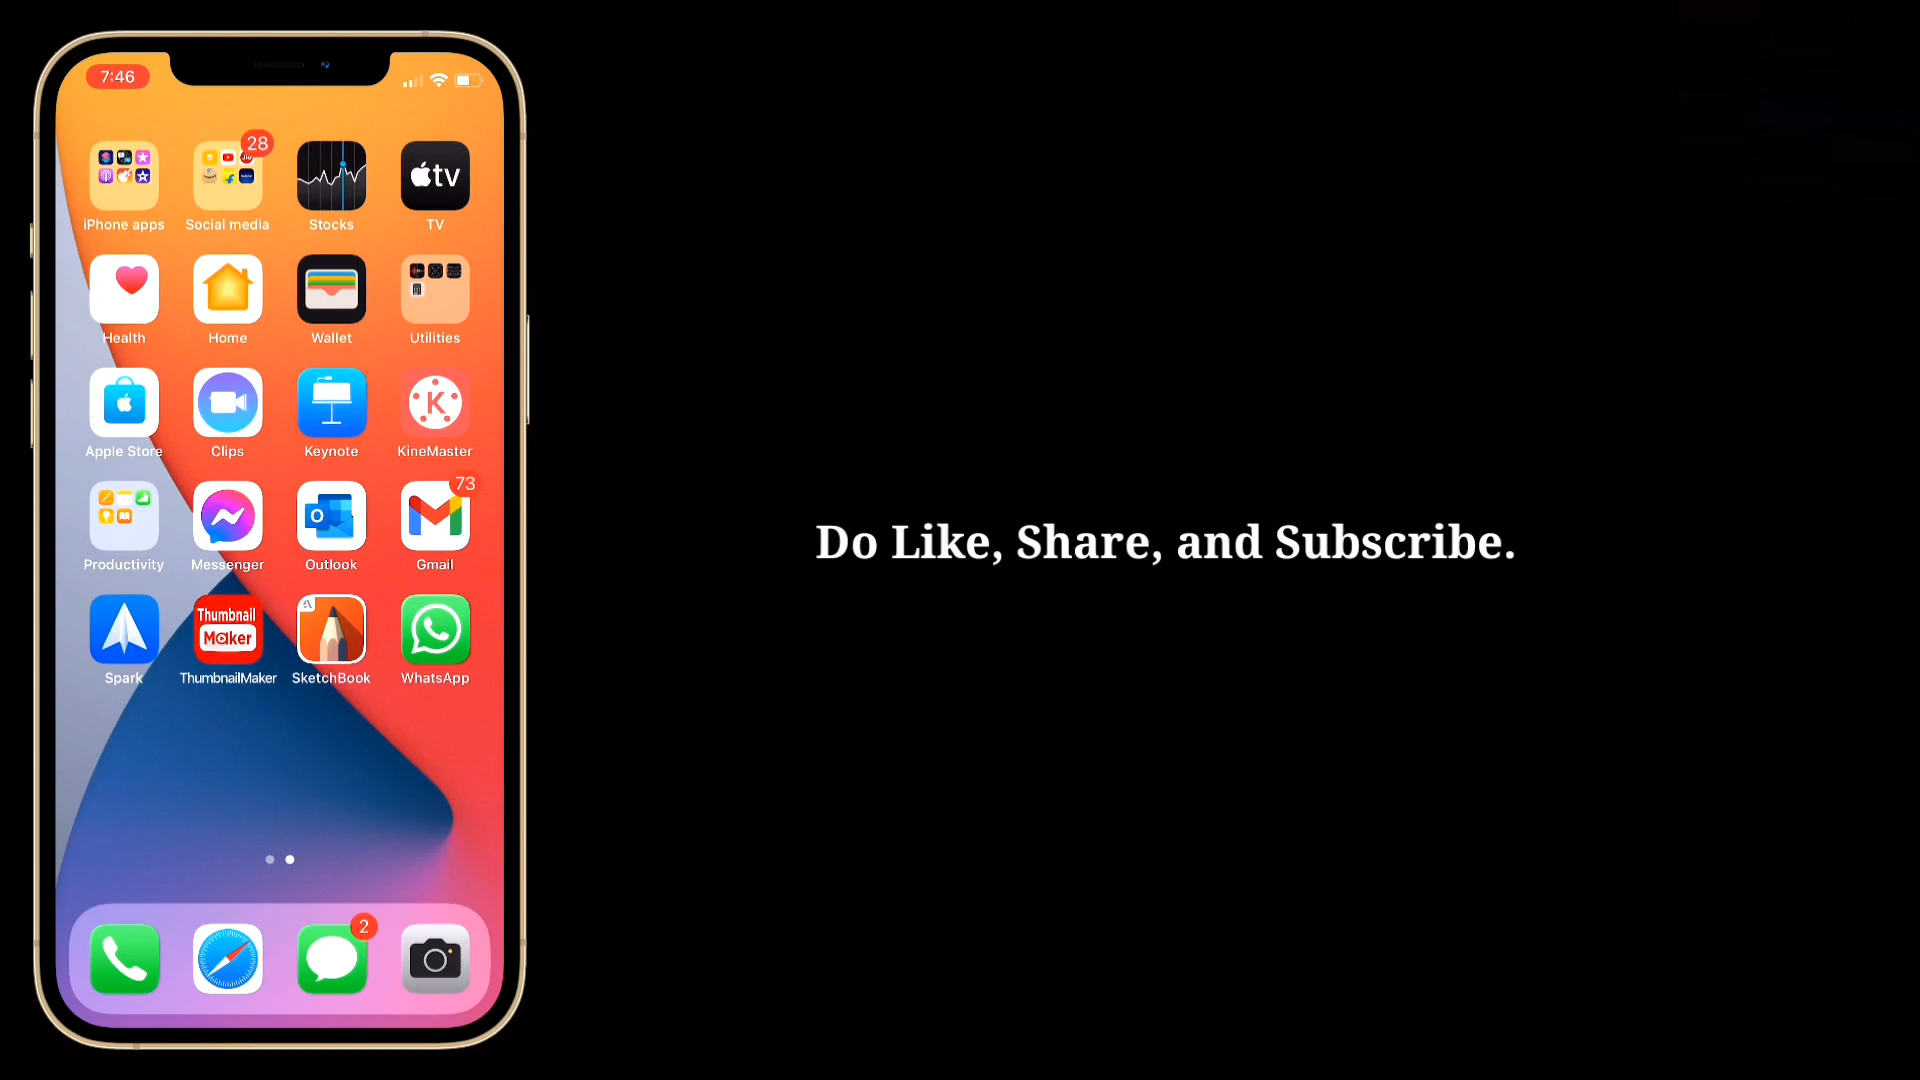 7:46
28
tv
iPhone apps Social media Stocks TV
Health Home Wallet Utilities
K
Apple Store Clips Keynote KineMaster
73
O
Productivity Messenger Outlook Gmail
Thumbnail
Maker
A
Spark ThumbnailMaker SketchBook WhatsApp
2
Do Like, Share, and Subscribe.